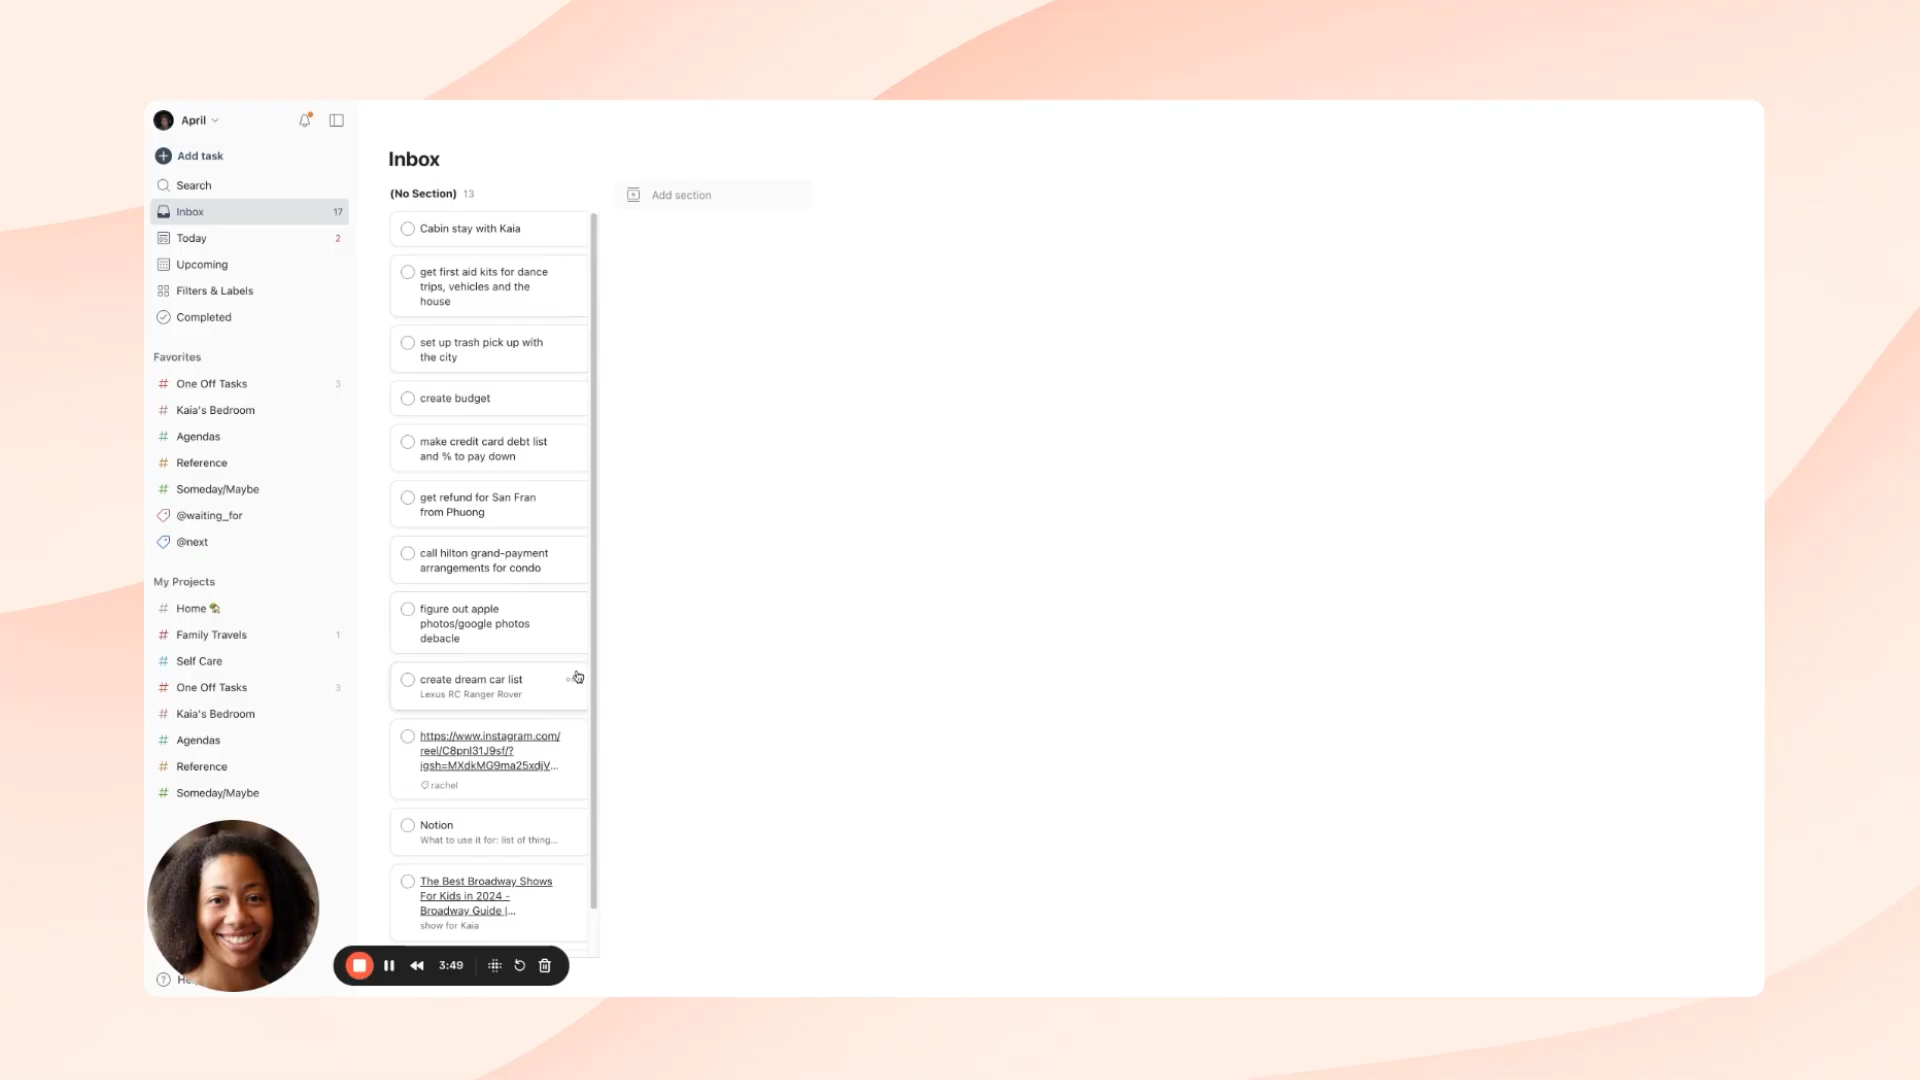 April
Add task
Search
Inbox 17
Today 2
Upcoming
Filters & Labels
Completed
Favorites
# One Off Tasks 3
# Kaia's Bedroom
# Agendas
# Reference
# Someday/Maybe
@waiting_for
@next
My Projects
# Home
# Family Travels 1
# Self Care
# One Off Tasks 3
# Kaia's Bedroom
# Agendas
# Reference
# Someday/Maybe
Inbox
(No Section) 13
Add section
Cabin stay with Kaia
get first aid kits for dance
trips, vehicles and the
house
set up trash pick up with
the city
create budget
make credit card debt list
and % to pay down
get refund for San Fran
from Phuong
call hilton grand-payment
arrangements for condo
figure out apple
photos/google photos
debacle
create dream car list
Lexus RC Ranger Rover
https://www.instagram.com/
reel/C8pnl31J9sf/?
igsh=MXdkMG9ma25xdjV...
rachel
Notion
What to use it for: list of thing...
The Best Broadway Shows
For Kids in 2024 -
Broadway Guide |...
show for Kaia
3:49